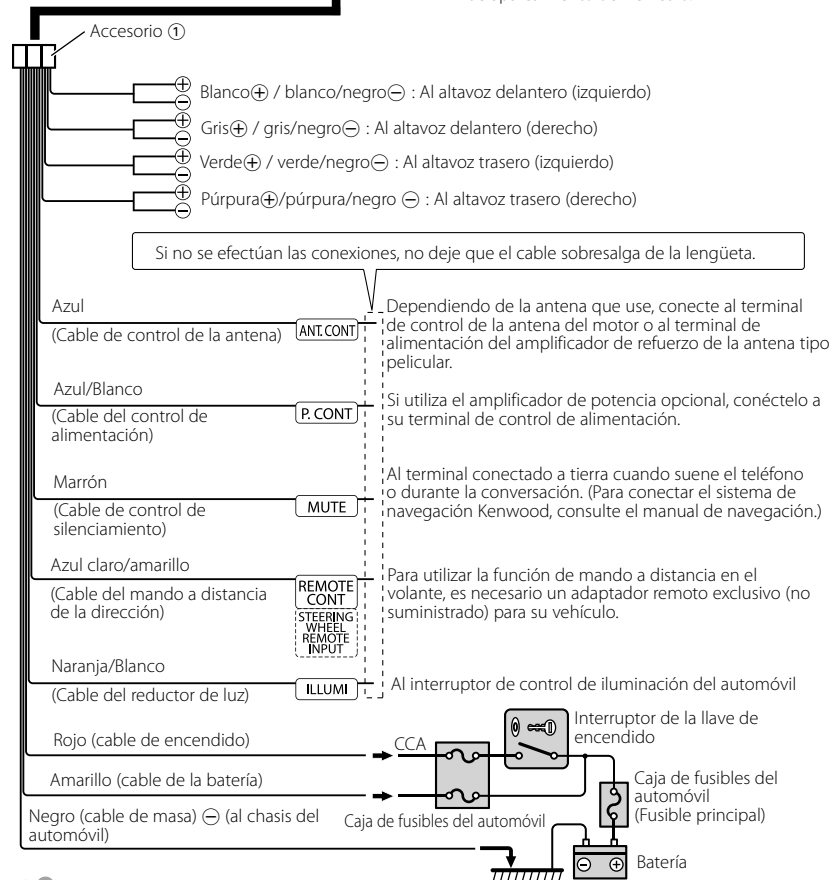 Accesorio ①
Blanco⊕ / blanco/negro⊖ : Al altavoz delantero (izquierdo)
Gris⊕ / gris/negro⊖ : Al altavoz delantero (derecho)
Verde⊕ / verde/negro⊖ : Al altavoz trasero (izquierdo)
Púrpura⊕/púrpura/negro ⊖ : Al altavoz trasero (derecho)
Si no se efectúan las conexiones, no deje que el cable sobresalga de la lengüeta.
Azul
(Cable de control de la antena)
ANT. CONT
Dependiendo de la antena que use, conecte al terminal
de control de la antena del motor o al terminal de
alimentación del amplificador de refuerzo de la antena tipo
pelicular.
Azul/Blanco
(Cable del control de
alimentación)
P. CONT
Si utiliza el amplificador de potencia opcional, conéctelo a
su terminal de control de alimentación.
Marrón
(Cable de control de
silenciamiento)
MUTE
Al terminal conectado a tierra cuando suene el teléfono
o durante la conversación. (Para conectar el sistema de
navegación Kenwood, consulte el manual de navegación.)
Azul claro/amarillo
(Cable del mando a distancia
de la dirección)
REMOTE
CONT
STEERING
WHEEL
REMOTE
INPUT
Para utilizar la función de mando a distancia en el
volante, es necesario un adaptador remoto exclusivo (no
suministrado) para su vehículo.
Naranja/Blanco
(Cable del reductor de luz)
ILLUMI
Al interruptor de control de iluminación del automóvil
Rojo (cable de encendido)
CCA
Interruptor de la llave de
encendido
Amarillo (cable de la batería)
Caja de fusibles del automóvil
Caja de fusibles del
automóvil
(Fusible principal)
Negro (cable de masa) ⊖ (al chasis del
automóvil)
Batería